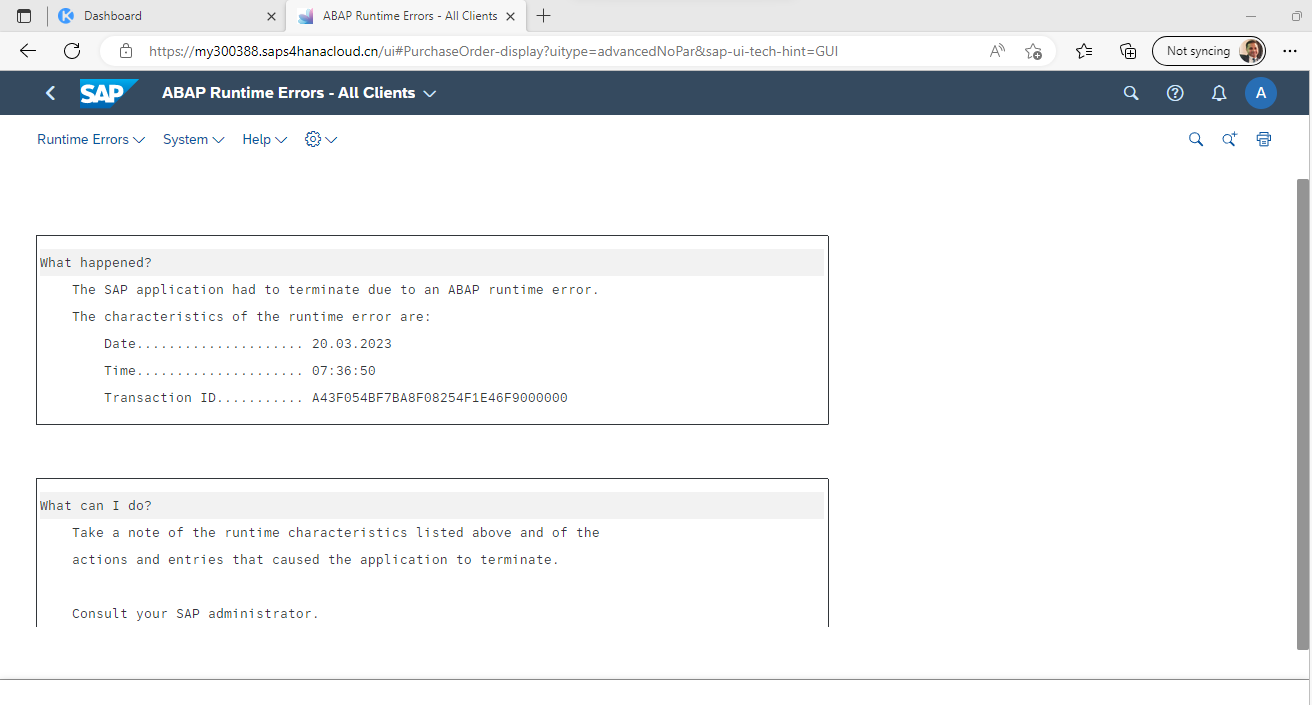 Dashboard
ABAP Runtime Errors - All Clients
https://my300388.saps4hanacloud.cn/ui#PurchaseOrder-display?uitype=advancedNoPar&sap-ui-tech-hint=GUI
Not syncing
SAP
ABAP Runtime Errors - All Clients
A
Runtime Errors System Help
What happened?
The SAP application had to terminate due to an ABAP runtime error.
The characteristics of the runtime error are:
Date..................... 20.03.2023
Time..................... 07:36:50
Transaction ID........... A43F054BF7BA8F08254F1E46F9000000
What can I do?
Take a note of the runtime characteristics listed above and of the
actions and entries that caused the application to terminate.
Consult your SAP administrator.